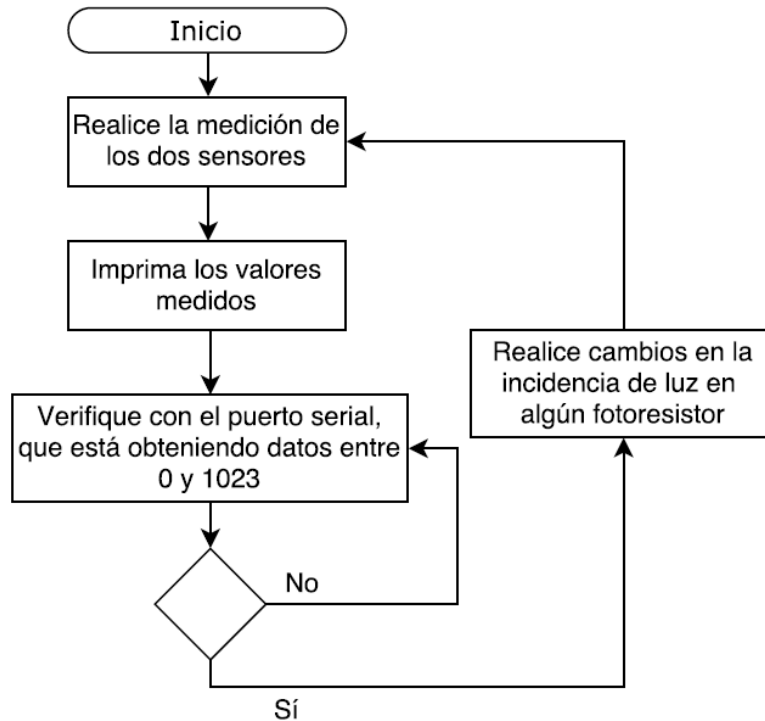 Inicio
Realice la medición de
los dos sensores
Imprima los valores
medidos
Realice cambios en la
incidencia de luz en
algún fotoresistor
Verifique con el puerto serial,
que está obteniendo datos entre
0 y 1023
No
Sí